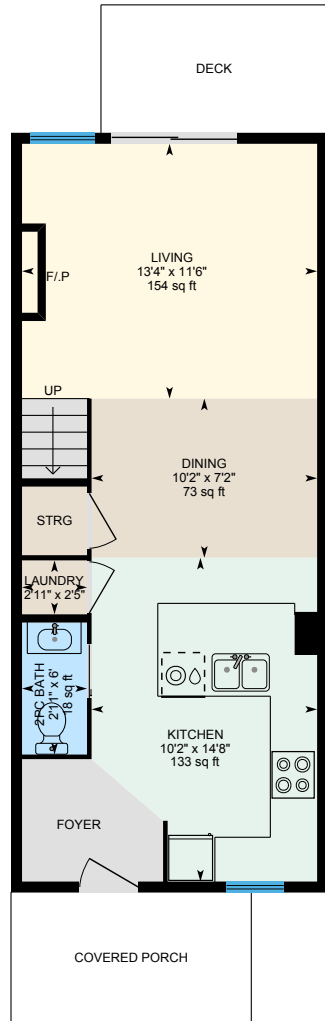 DECK
LIVING
13'4" x 11'6"
154 sq ft
F/.P
UP
DINING
10'2" x 7'2"
73 sq ft
STRG
LAUNDRY
2'11" x 2'5"
2PC BATH
2'11" x 6'
18 sq ft
KITCHEN
10'2" x 14'8"
133 sq ft
FOYER
COVERED PORCH